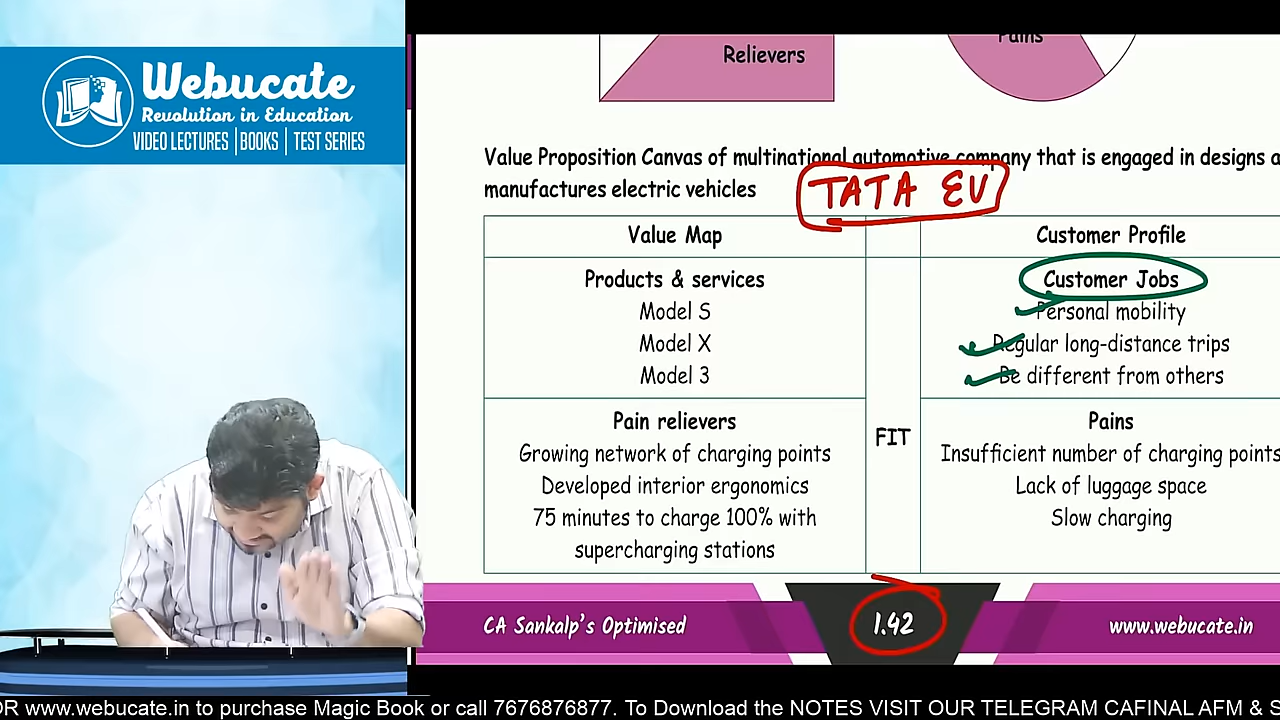 Webucate
Revolution in Education
VIDEO LECTURES | BOOKS | TEST SERIES
Relievers
Pains
Value Proposition Canvas of multinational automotive company that is engaged in designs a
manufactures electric vehicles
TATA EV
Value Map
Customer Profile
Products & services
Model S
Model X
Model 3
Customer Jobs
Personal mobility
Regular long-distance trips
Be different from others
Pain relievers
Growing network of charging points
Developed interior ergonomics
75 minutes to charge 100% with
supercharging stations
FIT
Pains
Insufficient number of charging points
Lack of luggage space
Slow charging
CA Sankalp's Optimised
1.42
www.webucate.in
OR www.webucate.in to purchase Magic Book or call 7676876877. To Download the NOTES VISIT OUR TELEGRAM CAFINAL AFM & S